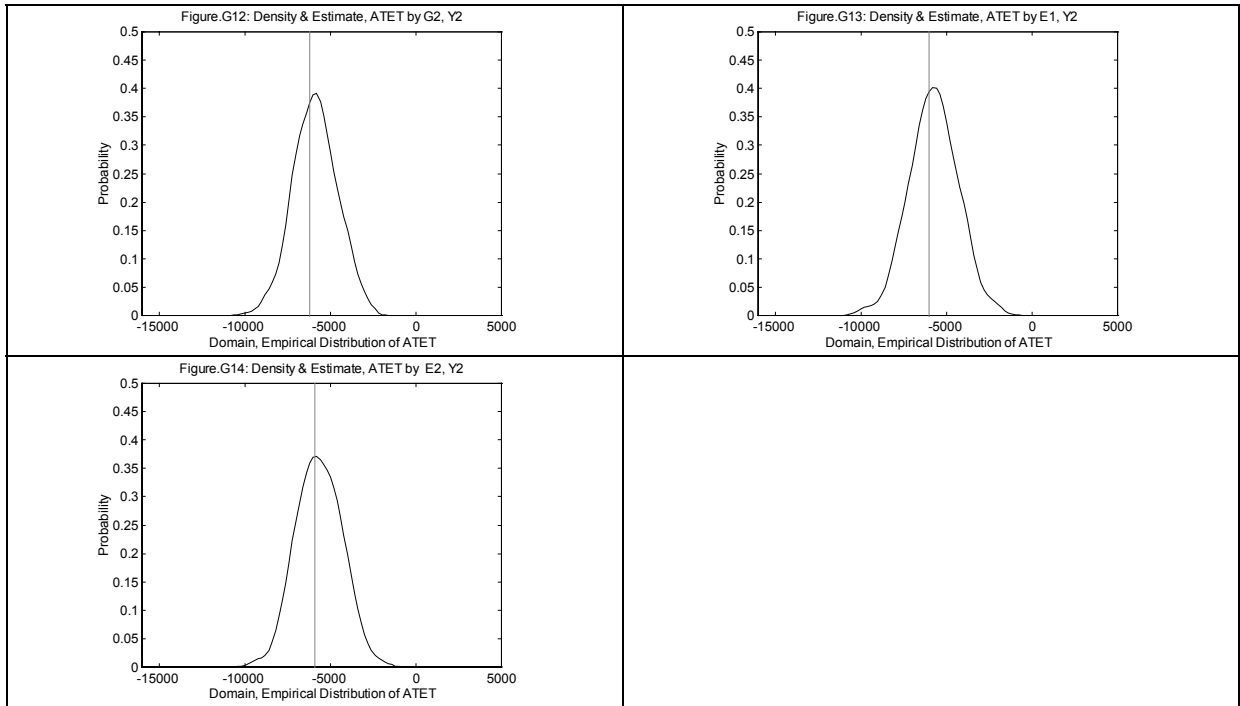 Figure.G12: Density & Estimate, ATET by G2, Y2
0.5
0.45
0.4
0.35
0.3
0.25
0.2
0.15
0.1
0.05
0
Probability
-15000 -10000 -5000 0 5000
Domain, Empirical Distribution of ATET
Figure.G13: Density & Estimate, ATET by E1, Y2
0.5
0.45
0.4
0.35
0.3
0.25
0.2
0.15
0.1
0.05
0
Probability
-15000 -10000 -5000 0 5000
Domain, Empirical Distribution of ATET
Figure.G14: Density & Estimate, ATET by E2, Y2
0.5
0.45
0.4
0.35
0.3
0.25
0.2
0.15
0.1
0.05
0
Probability
-15000 -10000 -5000 0 5000
Domain, Empirical Distribution of ATET